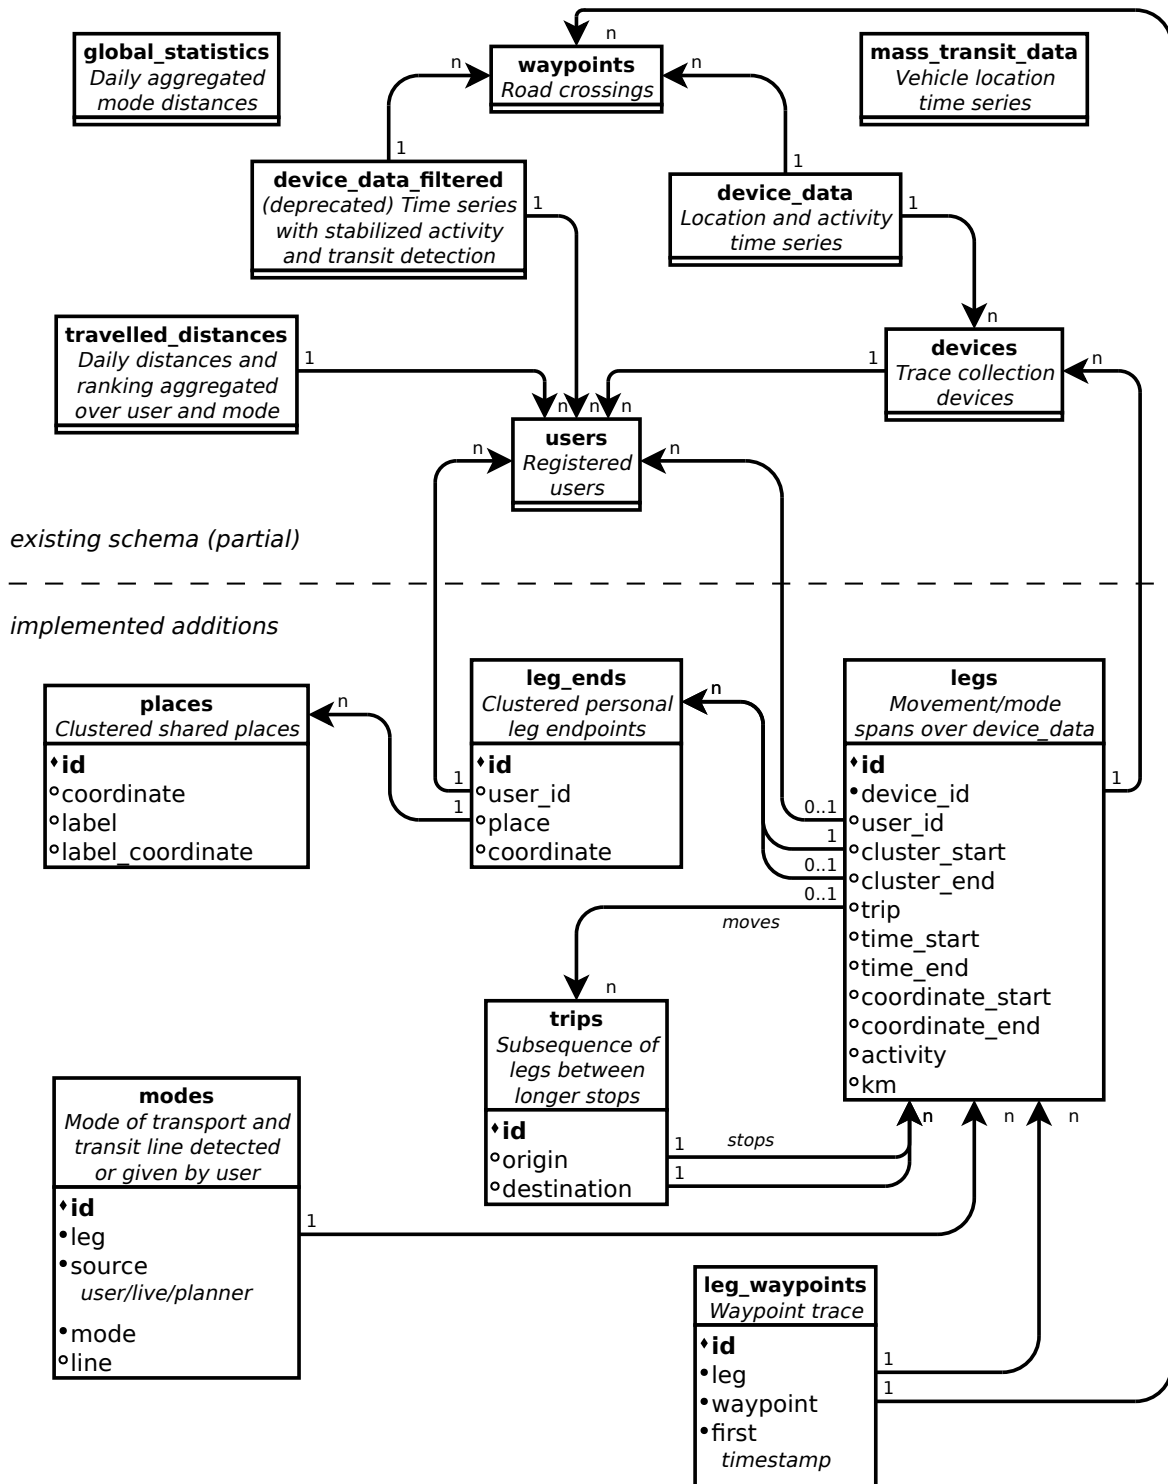 n
global_statistics
Daily aggregated
mode distances
waypoints
Road crossings
n
n
mass_transit_data
Vehicle location
time series
1
1
device_data_filtered
(deprecated) Time series
with stabilized activity
and transit detection
1
device_data
Location and activity
time series
1
n
travelled_distances
Daily distances and
ranking aggregated
over user and mode
1
devices
Trace collection
devices
1
n
n
n
n
users
Registered
users
n
n
existing schema (partial)
implemented additions
places
Clustered shared places
id
coordinate
label
label_coordinate
n
leg_ends
Clustered personal
leg endpoints
id
user_id
place
coordinate
1
1
n
legs
Movement/mode
spans over device_data
id
device_id
user_id
cluster_start
cluster_end
trip
time_start
time_end
coordinate_start
coordinate_end
activity
km
1
0..1
1
0..1
0..1
moves
n
trips
Subsequence of
legs between
longer stops
id
origin
destination
1
stops
1
n
n
n
modes
Mode of transport and
transit line detected
or given by user
id
leg
source
user/live/planner
mode
line
1
leg_waypoints
Waypoint trace
id
leg
waypoint
first
timestamp
1
1